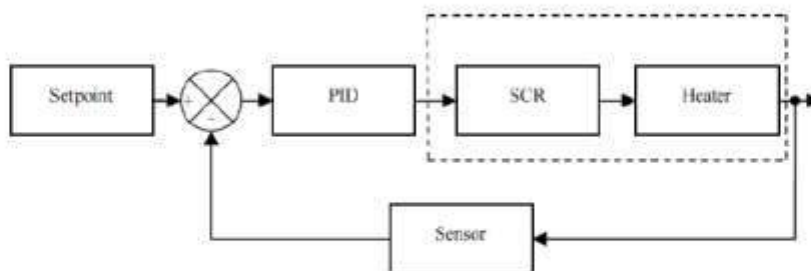 Setpoint
+
-
PID
SCR
Heater
Sensor